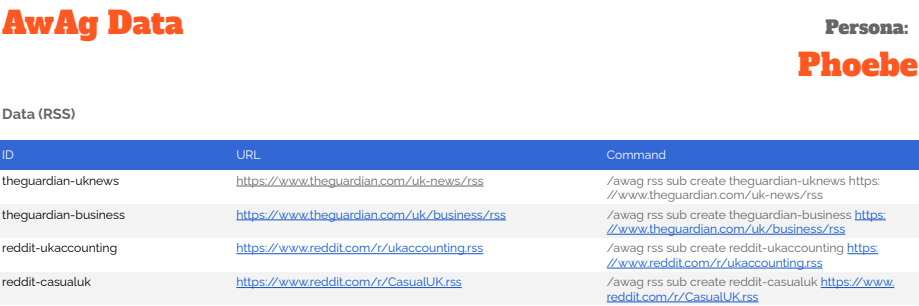 AwAg Data
Persona:
Phoebe
Data (RSS)
ID URL Command
theguardian-uknews https://www.theguardian.com/uk-news/rss /awag rss sub create theguardian-uknews https:
//www.theguardian.com/uk-news/rss
theguardian-business https://www.theguardian.com/uk/business/rss /awag rss sub create theguardian-business https:
//www.theguardian.com/uk/business/rss
reddit-ukaccounting https://www.reddit.com/r/ukaccounting.rss /awag rss sub create reddit-ukaccounting https:
//www.reddit.com/r/ukaccounting.rss
reddit-casualuk https://www.reddit.com/r/CasualUK.rss /awag rss sub create reddit-casualuk https://www.
reddit.com/r/CasualUK.rss